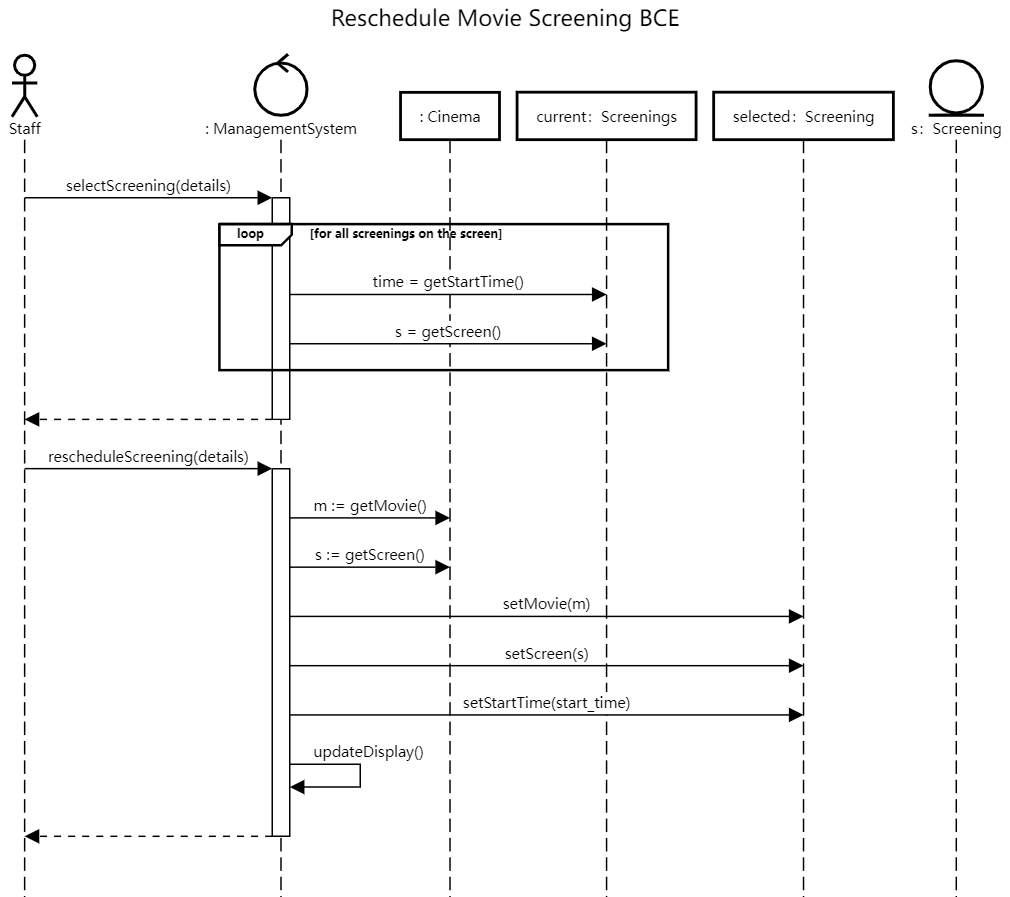 Reschedule Movie Screening BCE
Staff
: ManagementSystem
: Cinema
current: Screenings
selected: Screening
s: Screening
selectScreening(details)
loop
[for all screenings on the screen]
time = getStartTime()
s = getScreen()
rescheduleScreening(details)
m := getMovie()
s := getScreen()
setMovie(m)
setScreen(s)
setStartTime(start_time)
updateDisplay()